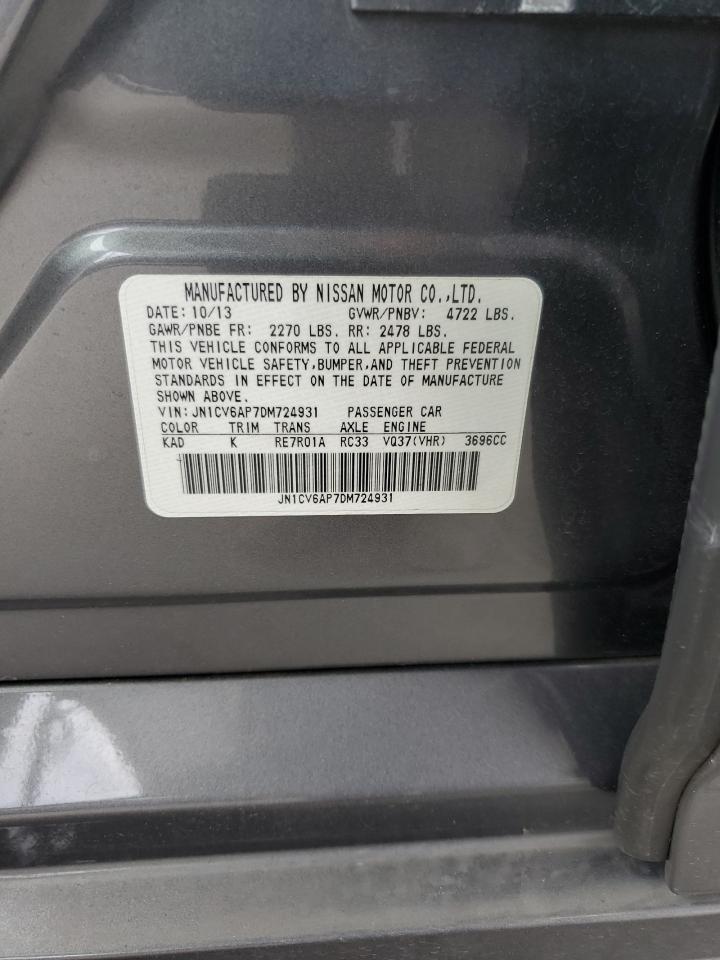 MANUFACTURED BY NISSAN MOTOR CO.,LTD.
DATE: 10/13 GVWR/PNBV: 4722 LBS.
GAWR/PNBE FR: 2270 LBS. RR: 2478 LBS.
THIS VEHICLE CONFORMS TO ALL APPLICABLE FEDERAL
MOTOR VEHICLE SAFETY,BUMPER,AND THEFT PREVENTION
STANDARDS IN EFFECT ON THE DATE OF MANUFACTURE
SHOWN ABOVE.
VIN: JN1CV6AP7DM724931 PASSENGER CAR
COLOR TRIM TRANS AXLE ENGINE
KAD K RE7R01A RC33 VQ37(VHR) 3696CC
JN1CV6AP7DM724931